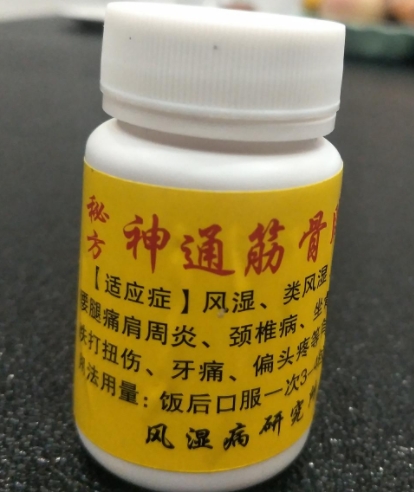 秘方 神通筋骨
【适应症】风湿、类风湿
腰腿痛肩周炎、颈椎病、坐
跌打扭伤、牙痛、偏头疼等
用法用量：饭后口服一次3
风湿病研究